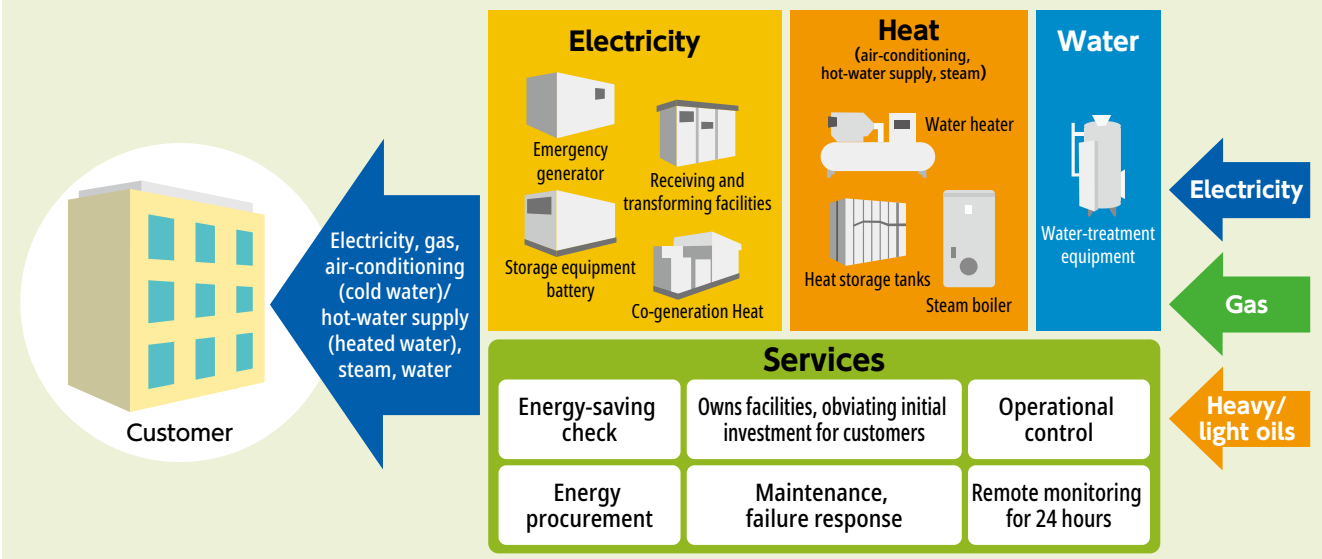 Customer
Electricity, gas,
air-conditioning
(cold water)/
hot-water supply
(heated water),
steam, water
Electricity
Emergency
generator
Receiving and
transforming facilities
Storage equipment
battery
Co-generation Heat
Heat
(air-conditioning,
hot-water supply, steam)
Water heater
Heat storage tanks
Steam boiler
Water
Water-treatment
equipment
Services
Energy-saving
check
Owns facilities, obviating initial
investment for customers
Operational
control
Energy
procurement
Maintenance,
failure response
Remote monitoring
for 24 hours
Electricity
Gas
Heavy/
light oils